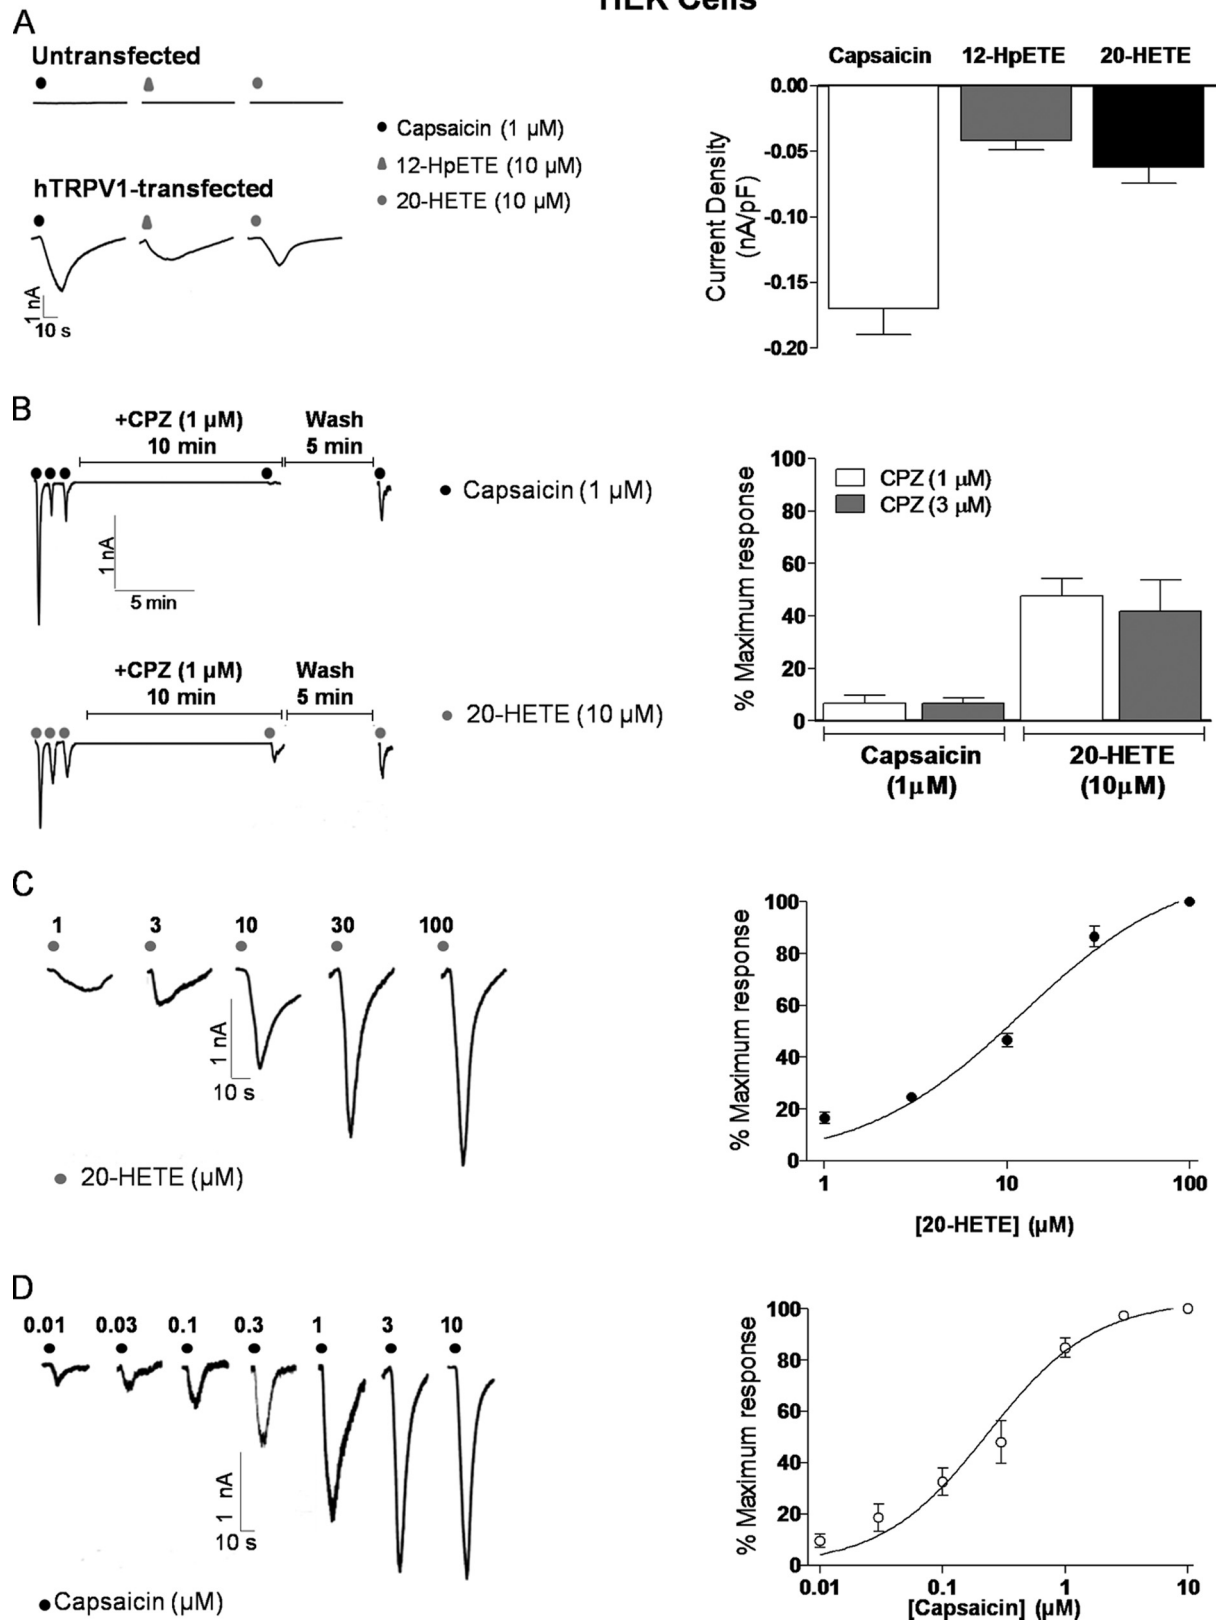 HEK Cells
A
Untransfected
Capsaicin (1 µM)
12-HpETE (10 µM)
20-HETE (10 µM)
hTRPV1-transfected
1 nA
10 s
Capsaicin 12-HpETE 20-HETE
0.00
-0.05
-0.10
-0.15
-0.20
Current Density
(nA/pF)
B
+CPZ (1 µM)
10 min
Wash
5 min
Capsaicin (1 µM)
1 nA
5 min
+CPZ (1 µM)
10 min
Wash
5 min
20-HETE (10 µM)
100
80
60
40
20
0
% Maximum response
CPZ (1 µM)
CPZ (3 µM)
Capsaicin
(1µM)
20-HETE
(10µM)
C
1 3 10 30 100
1 nA
10 s
20-HETE (µM)
100
80
60
40
20
0
% Maximum response
1 10 100
[20-HETE] (µM)
D
0.01 0.03 0.1 0.3 1 3 10
1 nA
10 s
Capsaicin (µM)
100
80
60
40
20
0
% Maximum response
0.01 0.1 1 10
[Capsaicin] (µM)